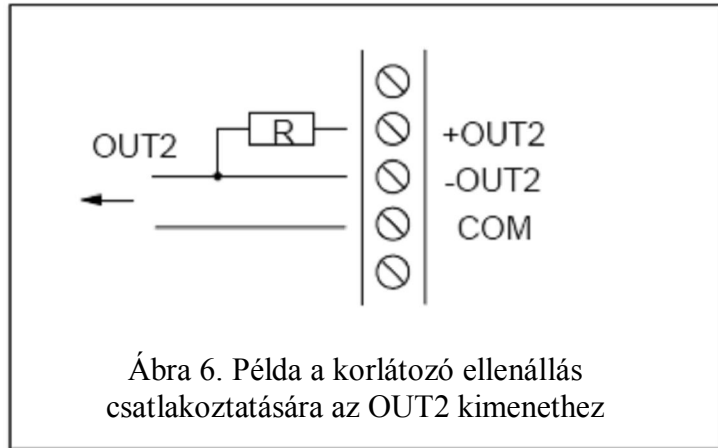 R
OUT2
+OUT2
-OUT2
COM
Ábra 6. Példa a korlátozó ellenállás
csatlakoztatására az OUT2 kimenethez